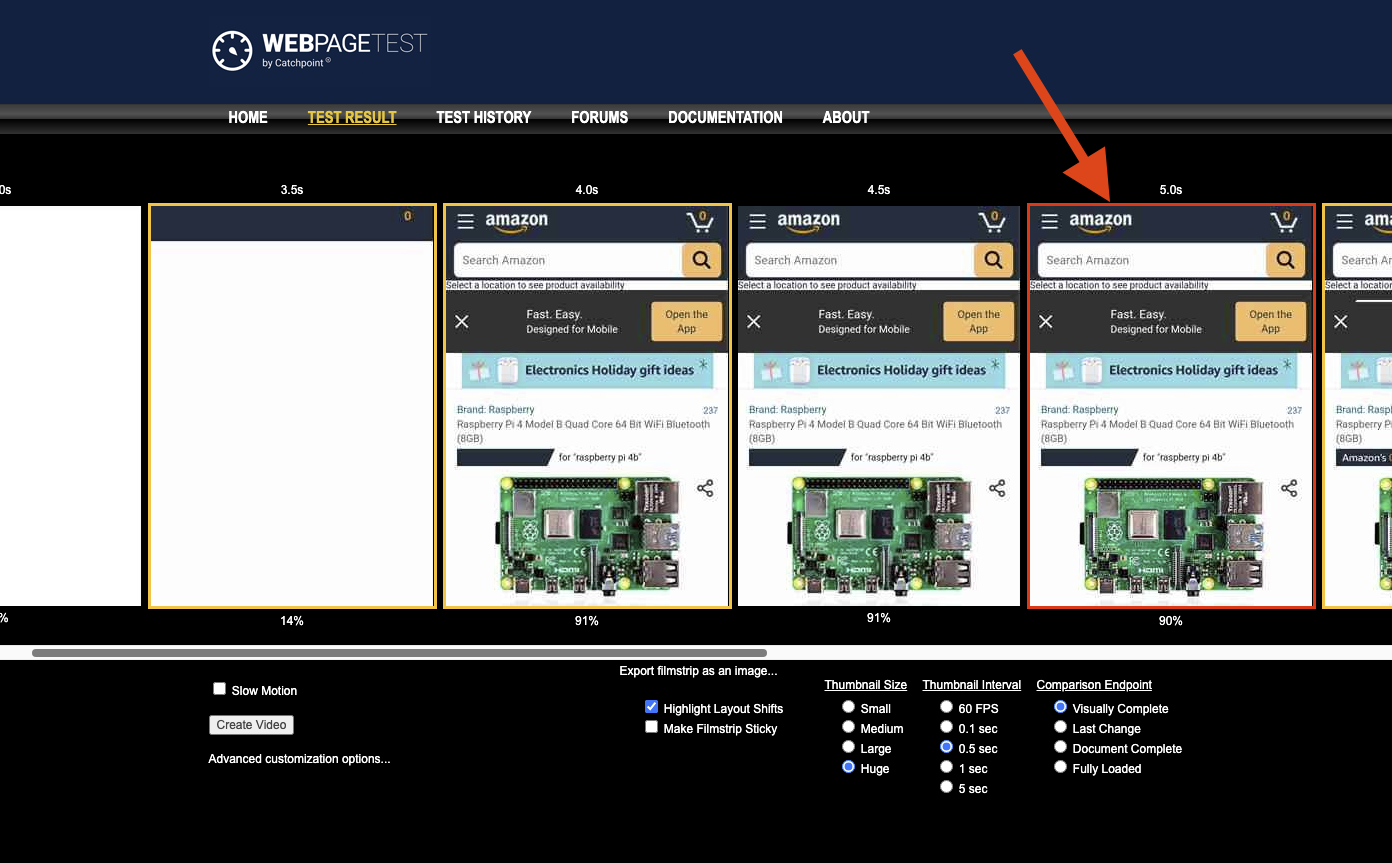 WEBPAGETEST
by Catchpoint ®
HOME TEST RESULT TEST HISTORY FORUMS DOCUMENTATION ABOUT
0s 3.5s 4.0s 4.5s 5.0s
0
amazon 0
Search Amazon
Select a location to see product availability
Fast. Easy.
Designed for Mobile
Open the
App
Electronics Holiday gift ideas
Brand: Raspberry 237
Raspberry Pi 4 Model B Quad Core 64 Bit WiFi Bluetooth
(8GB)
for "raspberry pi 4b"
HDMI
amazon 0
Search Amazon
Select a location to see product availability
Fast. Easy.
Designed for Mobile
Open the
App
Electronics Holiday gift ideas
Brand: Raspberry 237
Raspberry Pi 4 Model B Quad Core 64 Bit WiFi Bluetooth
(8GB)
for "raspberry pi 4b"
HDMI
amazon 0
Search Amazon
Select a location to see product availability
Fast. Easy.
Designed for Mobile
Open the
App
Electronics Holiday gift ideas
Brand: Raspberry 237
Raspberry Pi 4 Model B Quad Core 64 Bit WiFi Bluetooth
(8GB)
for "raspberry pi 4b"
HDMI
ama
Search Am
Select a location
Brand: Raspb
Raspberry Pi
(8GB)
Amazon's
% 14% 91% 91% 90%
Export filmstrip as an image...
Slow Motion
Create Video
Advanced customization options...
Highlight Layout Shifts
Make Filmstrip Sticky
Thumbnail Size
Small
Medium
Large
Huge
Thumbnail Interval
60 FPS
0.1 sec
0.5 sec
1 sec
5 sec
Comparison Endpoint
Visually Complete
Last Change
Document Complete
Fully Loaded